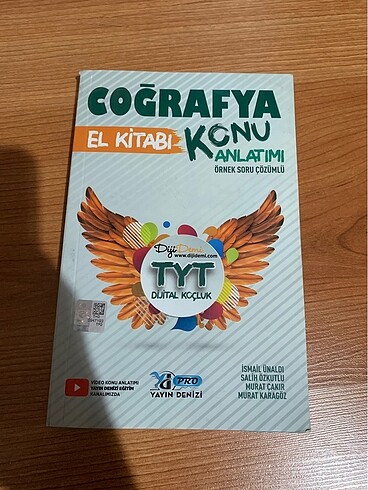 COĞRAFYA
EL KİTABI
KONU
ANLATIMI
ÖRNEK SORU ÇÖZÜMLÜ
DijiDemi
www.dijidemi.com
TYT
DİJİTAL KOÇLUK
İSMAİL ÜNALDI
SALİH ÖZKUTLU
MURAT ÇAKIR
MURAT KARAGÖZ
VİDEO KONU ANLATIMI
YAYIN DENİZİ EĞİTİM
KANALIMIZDA
PRO
YAYIN DENİZİ